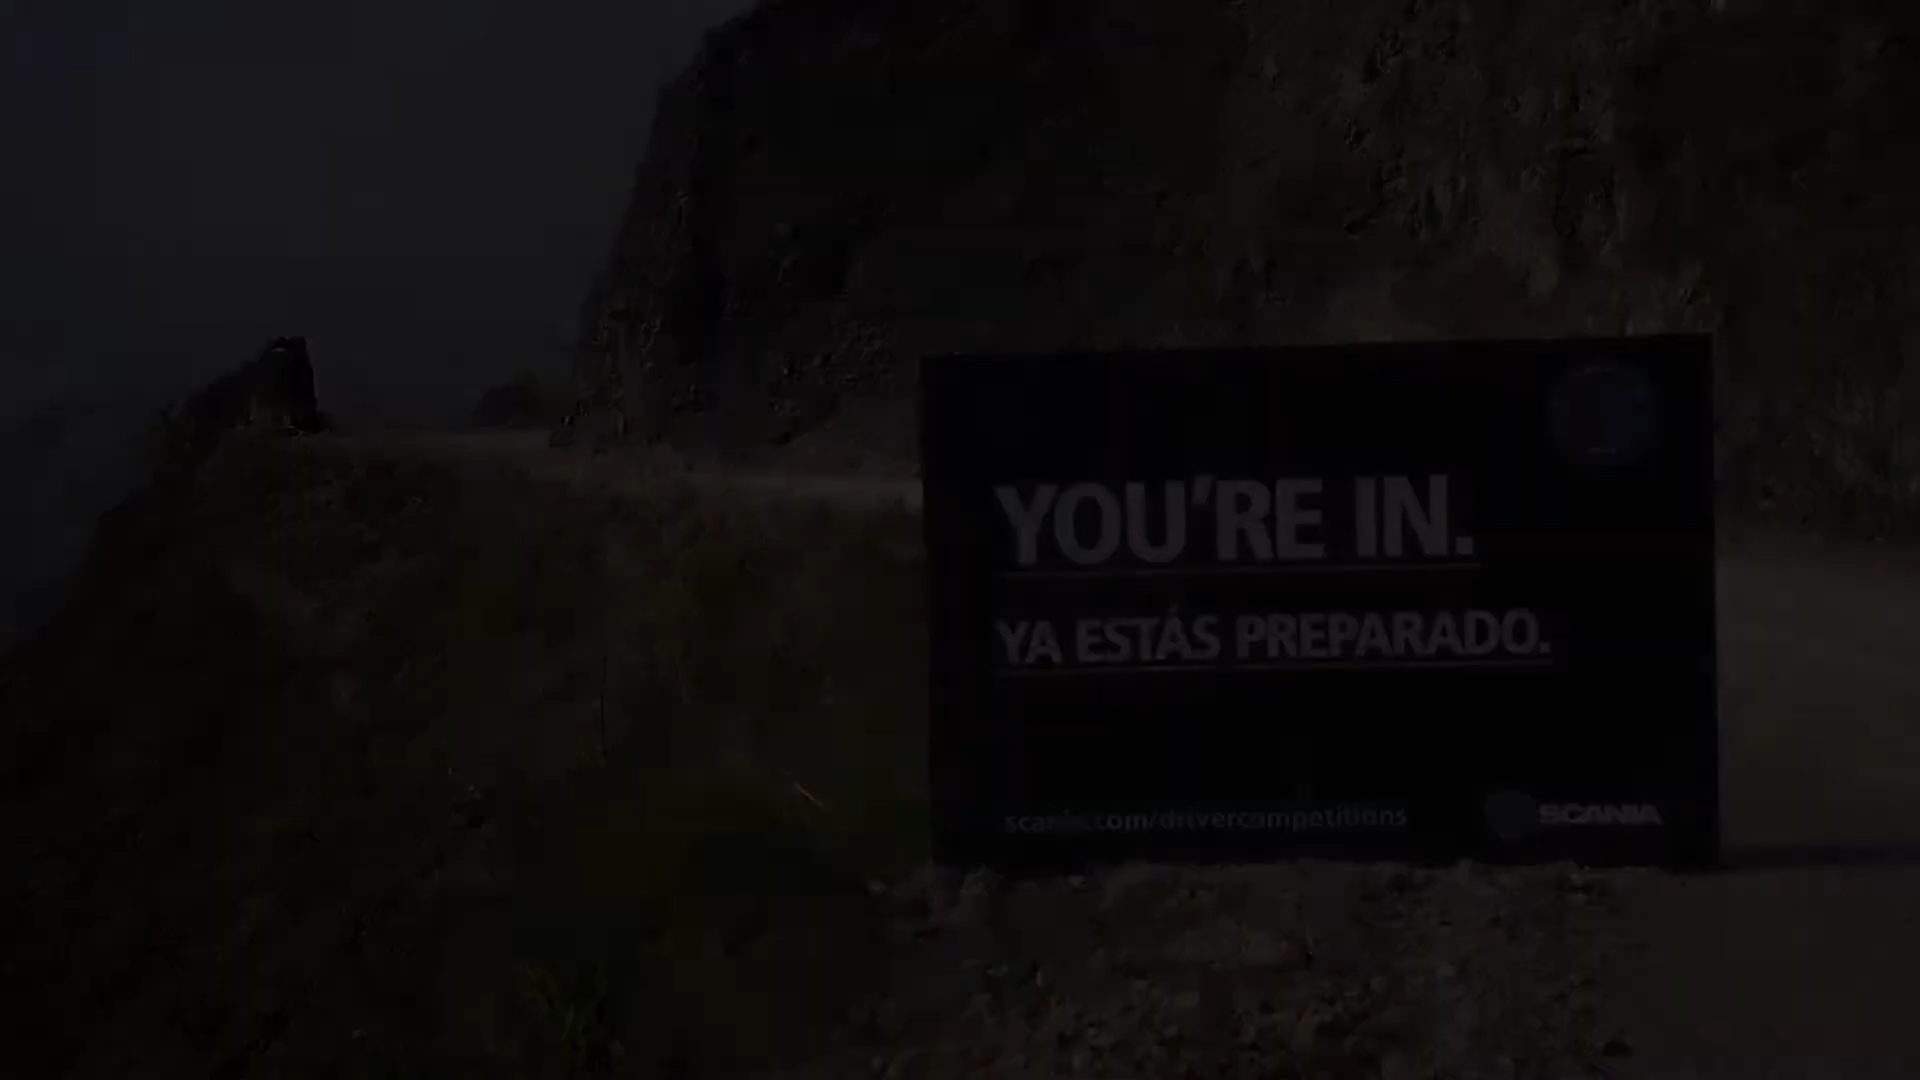 YOU'RE IN.
YA ESTÁS PREPARADO.
scania.com/drivercompetitions
SCANIA